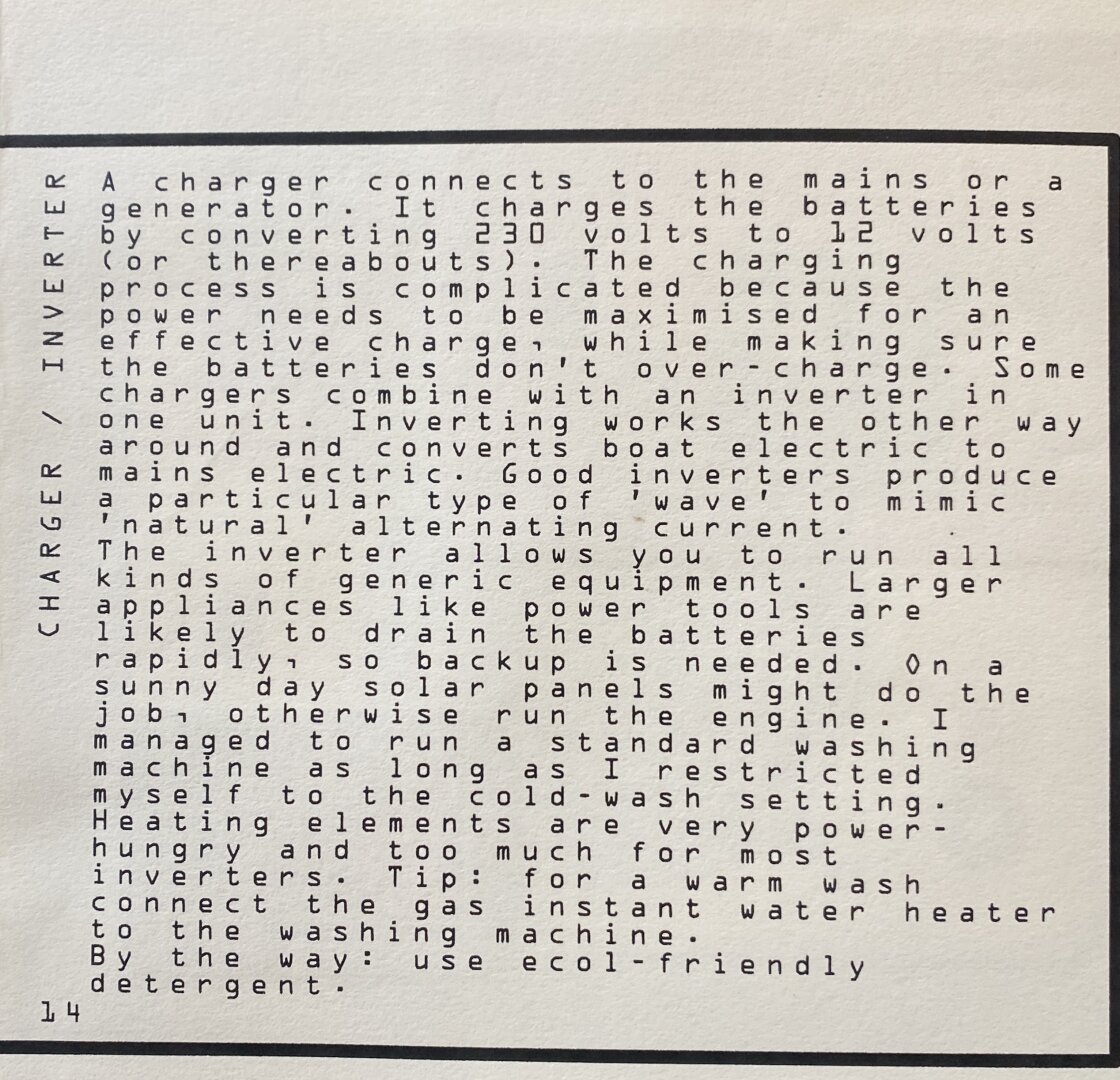 CHARGER / INVERTER
A charger connects to the mains or a
generator. It charges the batteries
by converting 230 volts to 12 volts
(or thereabouts). The charging
process is complicated because the
power needs to be maximised for an
effective charge, while making sure
the batteries don't over-charge. Some
chargers combine with an inverter in
one unit. Inverting works the other way
around and converts boat electric to
mains electric. Good inverters produce
a particular type of 'wave' to mimic
'natural' alternating current.
The inverter allows you to run all
kinds of generic equipment. Larger
appliances like power tools are
likely to drain the batteries
rapidly, so backup is needed. On a
sunny day solar panels might do the
job, otherwise run the engine. I
managed to run a standard washing
machine as long as I restricted
myself to the cold-wash setting.
Heating elements are very power-
hungry and too much for most
inverters. Tip: for a warm wash
connect the gas instant water heater
to the washing machine.
By the way: use ecol-friendly
detergent.
14